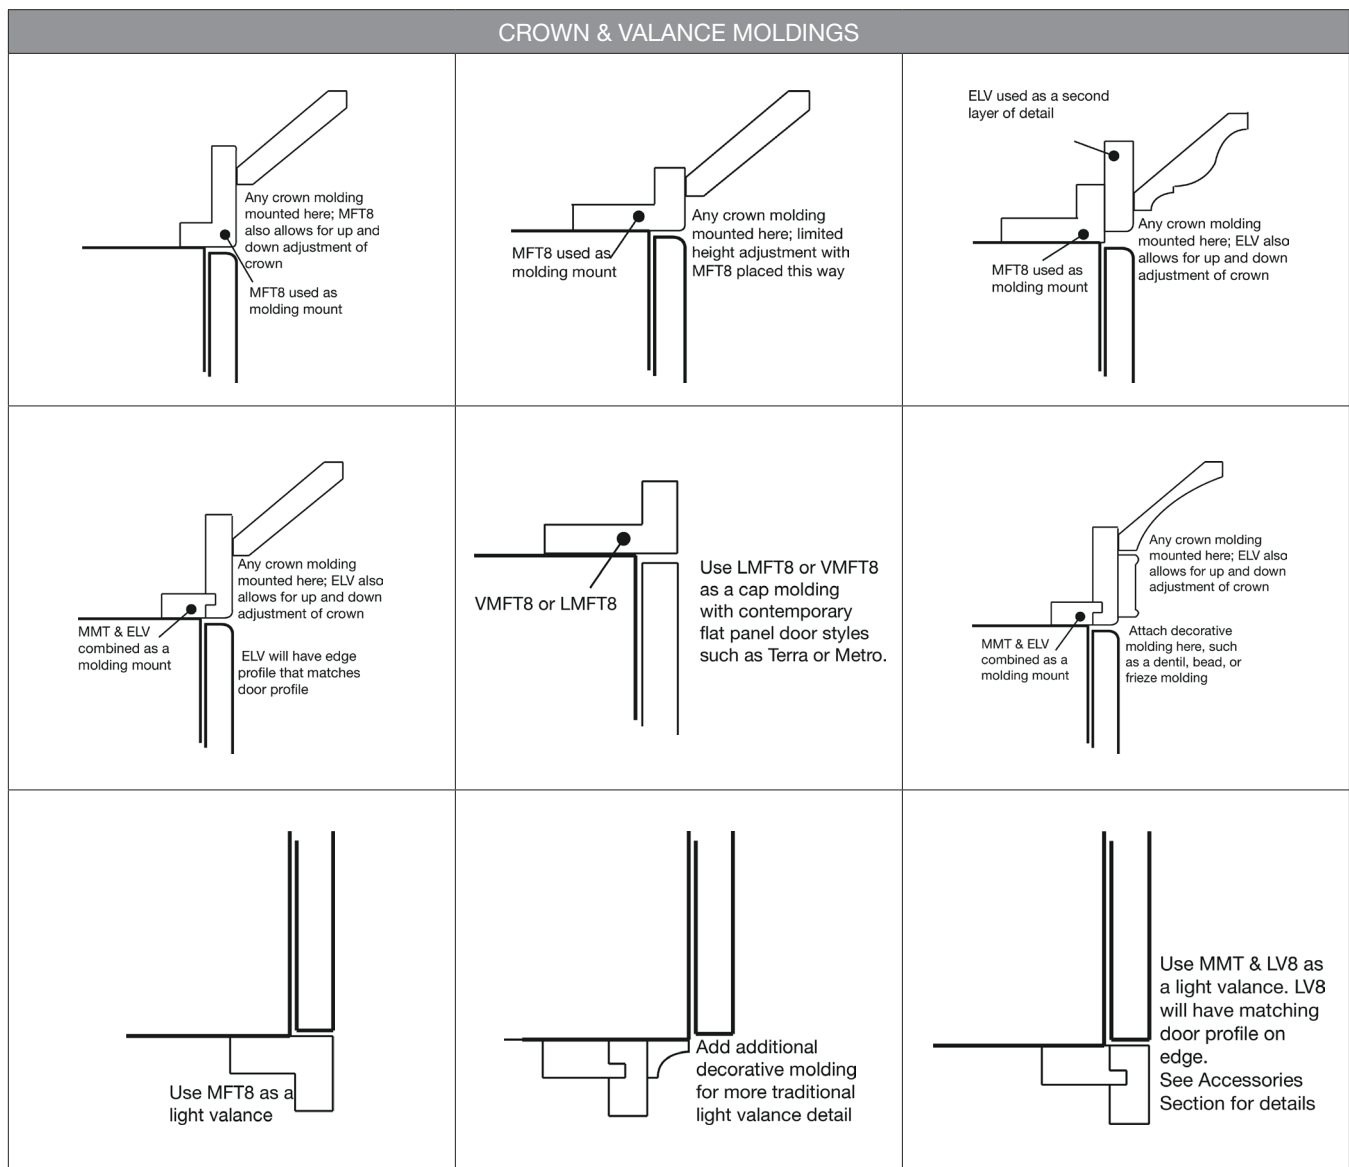 CROWN & VALANCE MOLDINGS
Any crown molding
mounted here; MFT8
also allows for up and
down adjustment of
crown
MFT8 used as
molding mount
MFT8 used as
molding mount
Any crown molding
mounted here; limited
height adjustment with
MFT8 placed this way
ELV used as a second
layer of detail
MFT8 used as
molding mount
Any crown molding
mounted here; ELV also
allows for up and down
adjustment of crown
MMT & ELV
combined as a
molding mount
Any crown molding
mounted here; ELV also
allows for up and down
adjustment of crown
ELV will have edge
profile that matches
door profile
VMFT8 or LMFT8
Use LMFT8 or VMFT8
as a cap molding
with contemporary
flat panel door styles
such as Terra or Metro.
Any crown molding
mounted here; ELV also
allows for up and down
adjustment of crown
MMT & ELV
combined as a
molding mount
Attach decorative
molding here, such
as a dentil, bead, or
frieze molding
Use MFT8 as a
light valance
Add additional
decorative molding
for more traditional
light valance detail
Use MMT & LV8 as
a light valance. LV8
will have matching
door profile on
edge.
See Accessories
Section for details